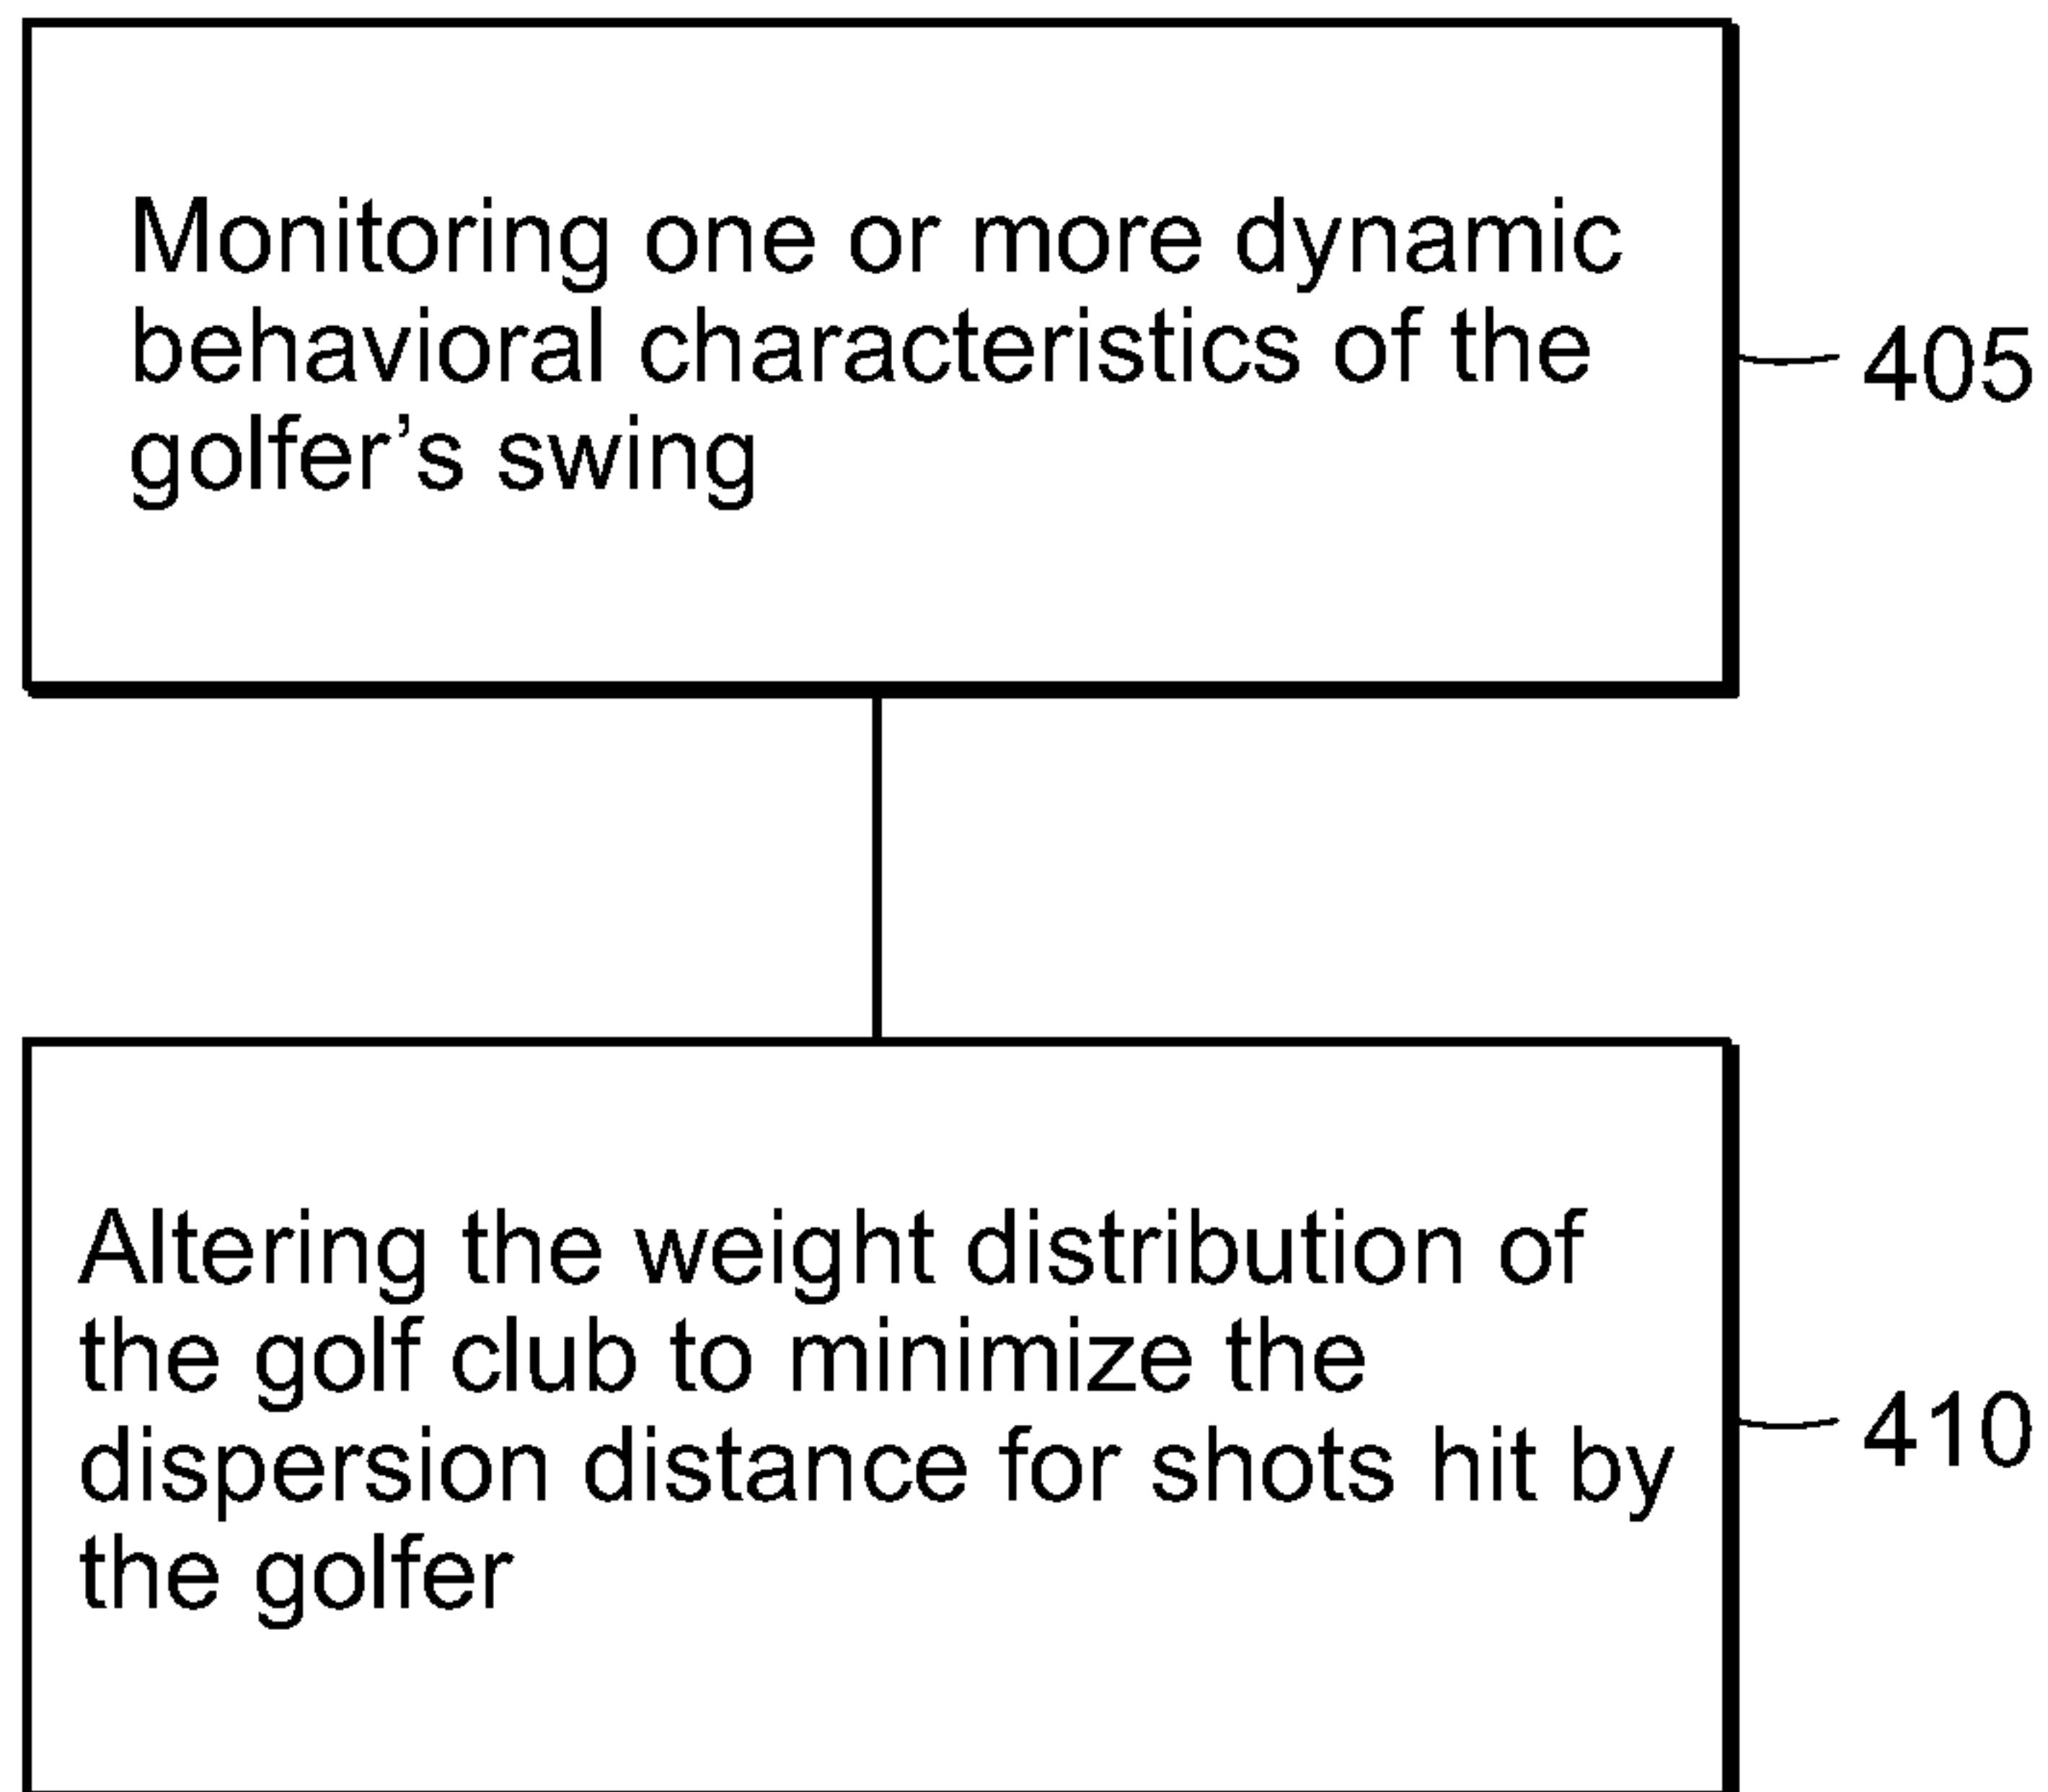 Monitoring one or more dynamic
behavioral characteristics of the
golfer’s swing
405
Altering the weight distribution of
the golf club to minimize the
dispersion distance for shots hit by
the golfer
410